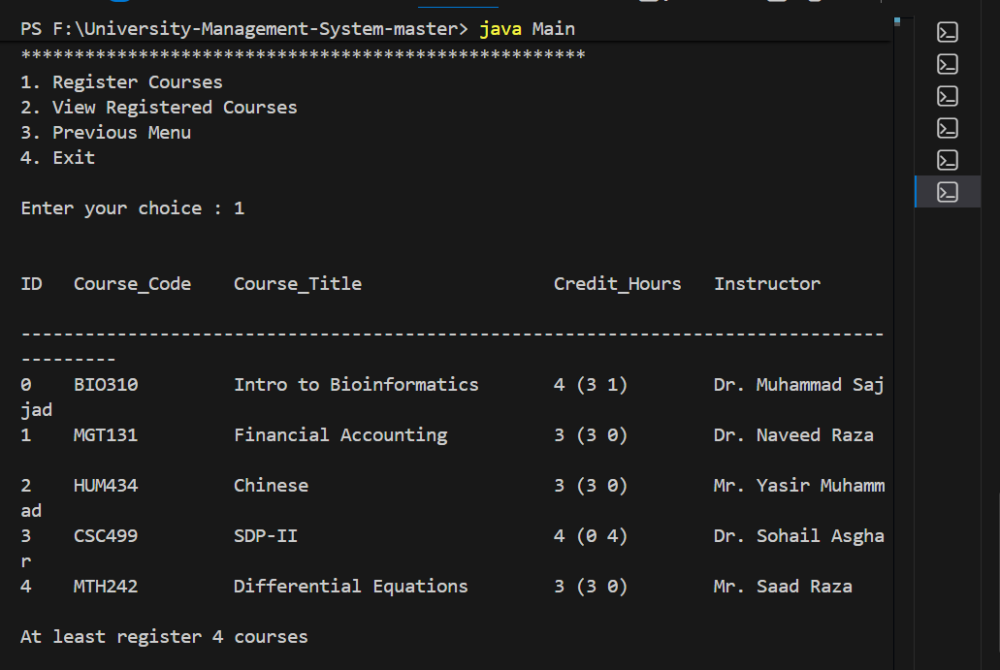 PS F:\University-Management-System-master> java Main
*****************************************************
1. Register Courses
2. View Registered Courses
3. Previous Menu
4. Exit
Enter your choice : 1
ID   Course_Code    Course_Title                  Credit_Hours   Instructor
---------------------------------------------------------------------------------
---------
0    BIO310         Intro to Bioinformatics       4 (3 1)        Dr. Muhammad Saj
jad
1    MGT131         Financial Accounting          3 (3 0)        Dr. Naveed Raza
2    HUM434         Chinese                       3 (3 0)        Mr. Yasir Muhamm
ad
3    CSC499         SDP-II                        4 (0 4)        Dr. Sohail Asgha
r
4    MTH242         Differential Equations        3 (3 0)        Mr. Saad Raza
At least register 4 courses